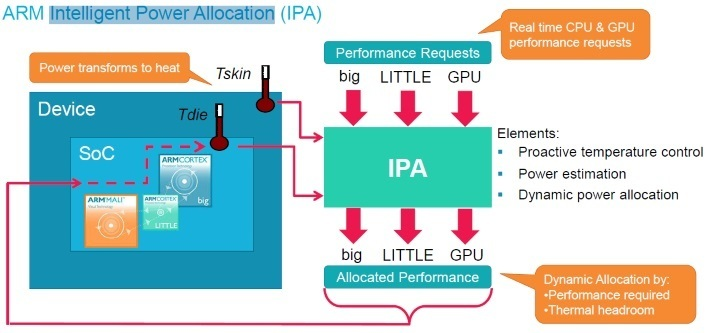 ARM Intelligent Power Allocation (IPA)
Real time CPU & GPU
performance requests
Performance Requests
big LITTLE GPU
Power transforms to heat
Tskin
Device
Tdie
SoC
ARMCORTEX
big
ARMMALI
ARMCORTEX
LITTLE
IPA
Elements:
▪ Proactive temperature control
▪ Power estimation
▪ Dynamic power allocation
big LITTLE GPU
Allocated Performance
Dynamic Allocation by:
•Performance required
•Thermal headroom